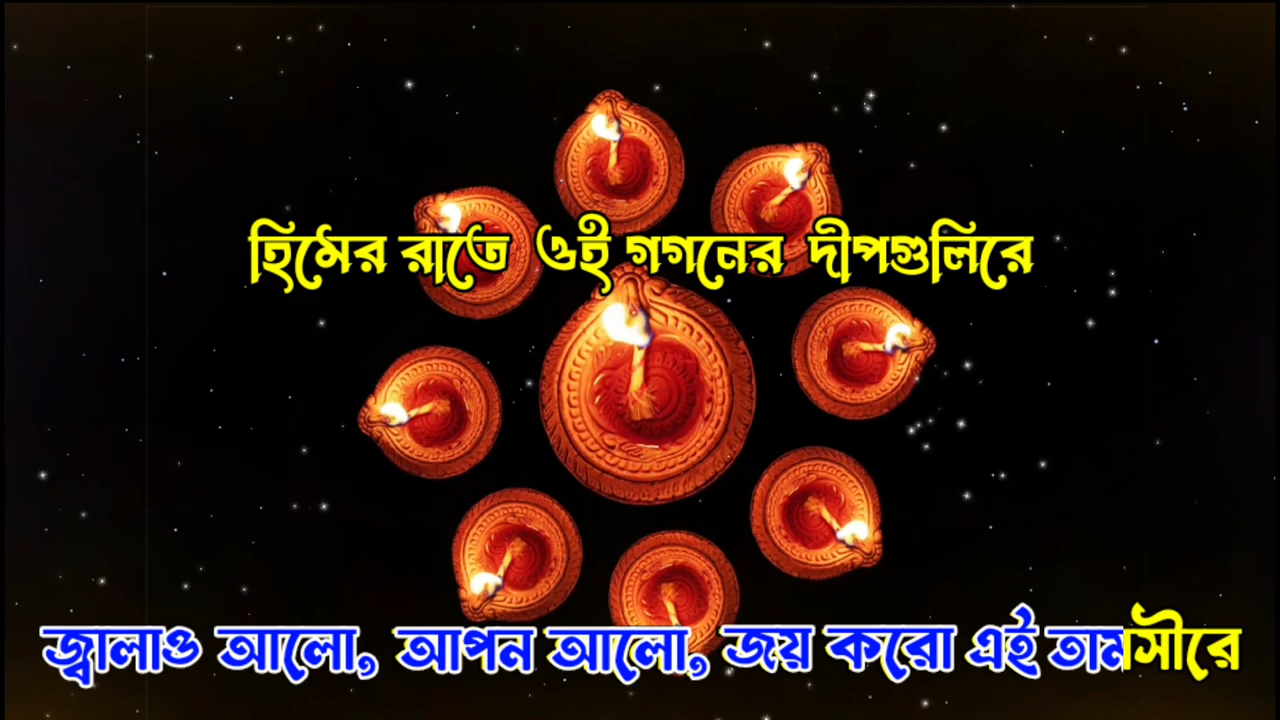 হিমের রাতে ওই গগনের দীপগুলিরে
জ্বালাও আলো, আপন আলো, জয় করো এই তামসীরে